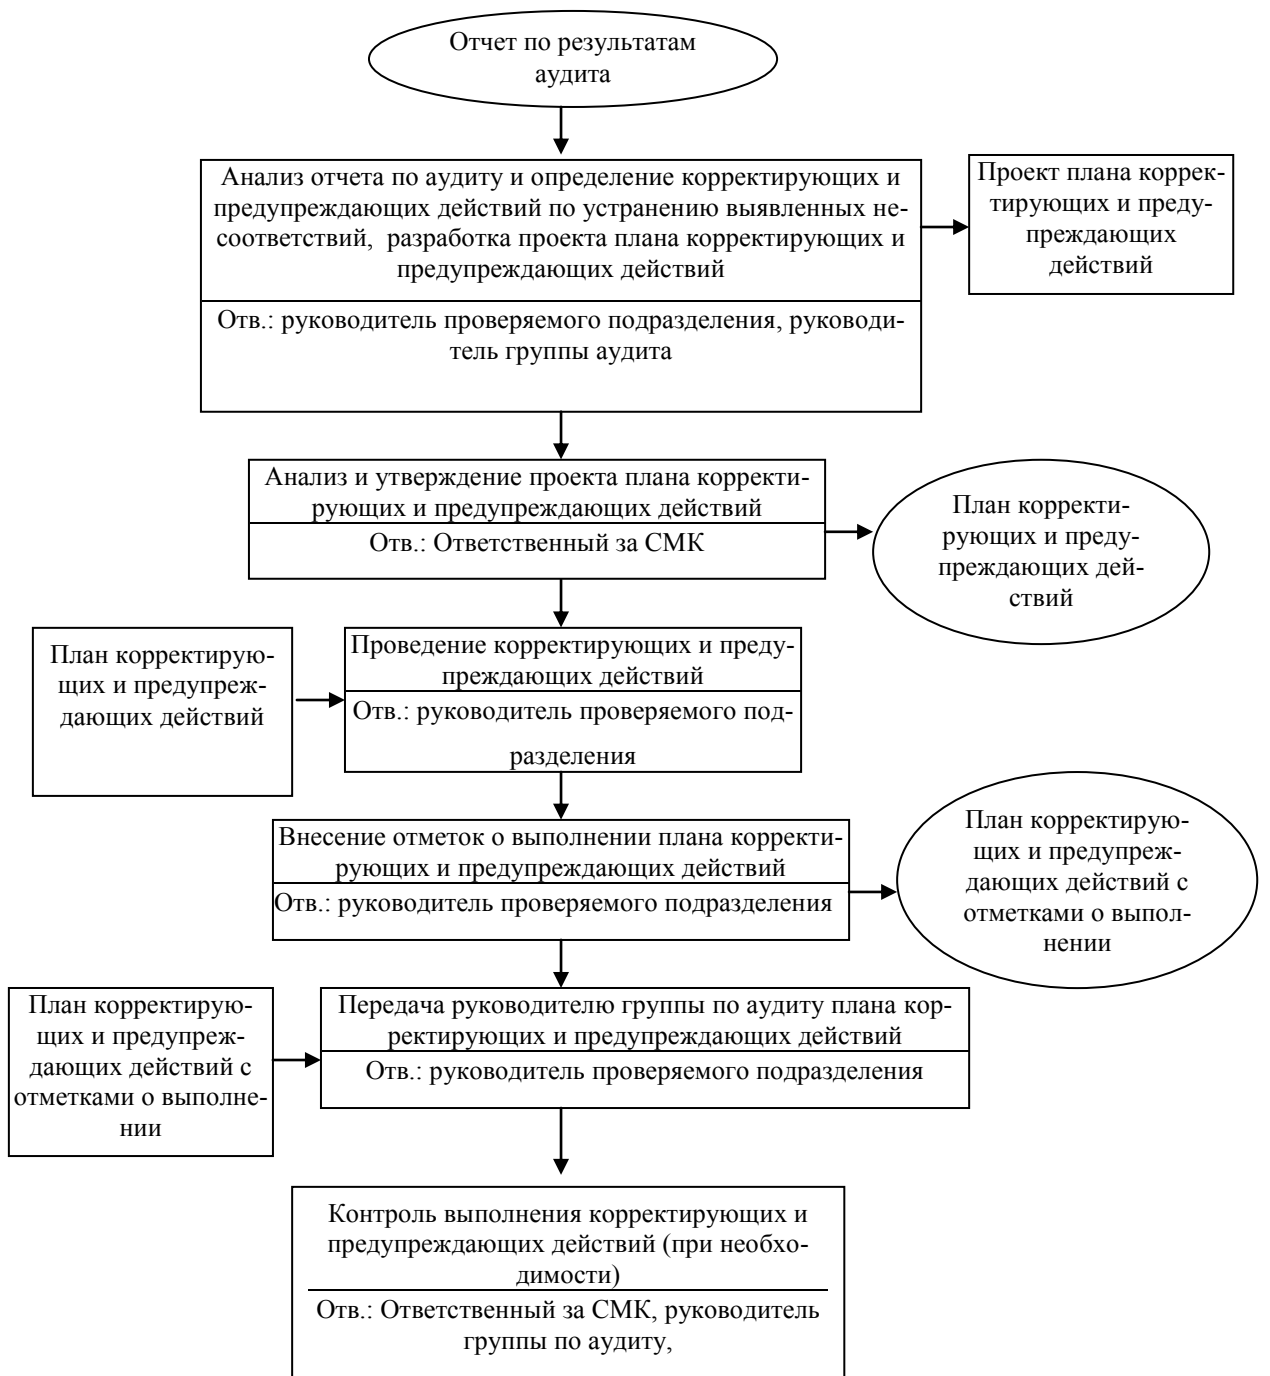 Отчет по результатам
аудита
Анализ отчета по аудиту и определение корректирующих и
предупреждающих действий по устранению выявленных не-
соответствий, разработка проекта плана корректирующих и
предупреждающих действий
Отв.: руководитель проверяемого подразделения, руководи-
тель группы аудита
Проект плана коррек-
тирующих и преду-
преждающих
действий
Анализ и утверждение проекта плана корректи-
рующих и предупреждающих действий
Отв.: Ответственный за СМК
План корректи-
рующих и преду-
преждающих дей-
ствий
План корректирую-
щих и предупреж-
дающих действий
Проведение корректирующих и преду-
преждающих действий
Отв.: руководитель проверяемого под-
разделения
Внесение отметок о выполнении плана корректи-
рующих и предупреждающих действий
Отв.: руководитель проверяемого подразделения
План корректирую-
щих и предупреж-
дающих действий с
отметками о выпол-
нении
План корректирую-
щих и предупреж-
дающих действий с
отметками о выполне-
нии
Передача руководителю группы по аудиту плана кор-
ректирующих и предупреждающих действий
Отв.: руководитель проверяемого подразделения
Контроль выполнения корректирующих и
предупреждающих действий (при необхо-
димости)
Отв.: Ответственный за СМК, руководитель
группы по аудиту,